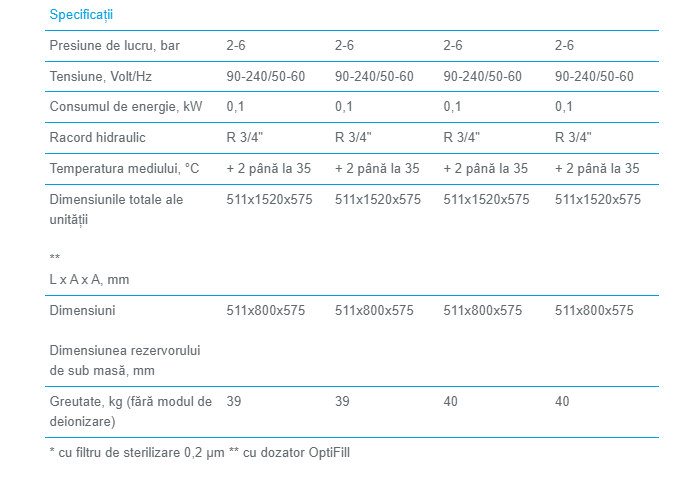 Specificații
Presiune de lucru, bar 2-6 2-6 2-6 2-6
Tensiune, Volt/Hz 90-240/50-60 90-240/50-60 90-240/50-60 90-240/50-60
Consumul de energie, kW 0,1 0,1 0,1 0,1
Racord hidraulic R 3/4" R 3/4" R 3/4" R 3/4"
Temperatura mediului, °C + 2 până la 35 + 2 până la 35 + 2 până la 35 + 2 până la 35
Dimensiunile totale ale 511x1520x575 511x1520x575 511x1520x575 511x1520x575
unității
**
L x A x A, mm
Dimensiuni 511x800x575 511x800x575 511x800x575 511x800x575
Dimensiunea rezervorului
de sub masă, mm
Greutate, kg (fără modul de 39 39 40 40
deionizare)
* cu filtru de sterilizare 0,2 µm ** cu dozator OptiFill